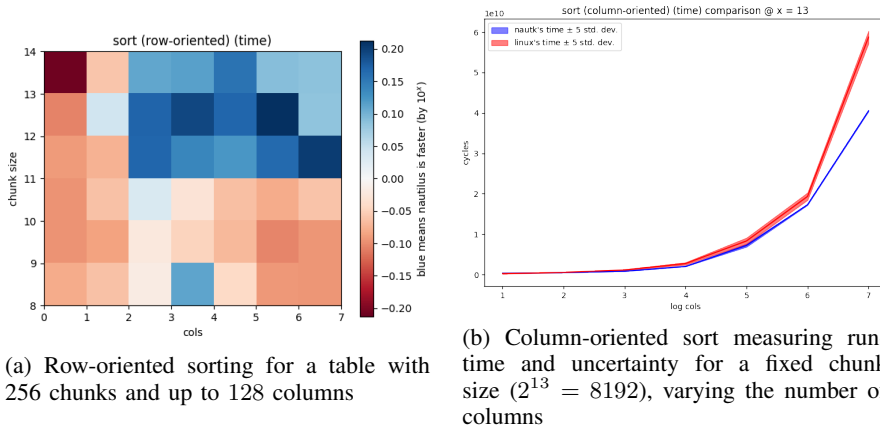 sort (row-oriented) (time)
14
13
12
11
10
9
8
chunk size
0 1 2 3 4 5 6 7
cols
0.20
0.15
0.10
0.05
0.00
−0.05
−0.10
−0.15
−0.20
blue means nautilus is faster (by 10^x)
(a) Row-oriented sorting for a table with
256 chunks and up to 128 columns
sort (column-oriented) (time) comparison @ x = 13
1e10
nautk's time ± 5 std. dev.
linux's time ± 5 std. dev.
6
5
4
3
2
1
0
cycles
1 2 3 4 5 6 7
log cols
(b) Column-oriented sort measuring run
time and uncertainty for a fixed chunk
size (2^13 = 8192), varying the number o
columns